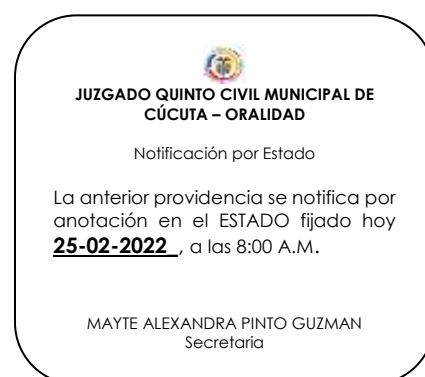 JUZGADO QUINTO CIVIL MUNICIPAL DE
CÚCUTA – ORALIDAD
Notificación por Estado
La anterior providencia se notifica por
anotación en el ESTADO fijado hoy
25-02-2022 , a las 8:00 A.M.
MAYTE ALEXANDRA PINTO GUZMAN
Secretaria